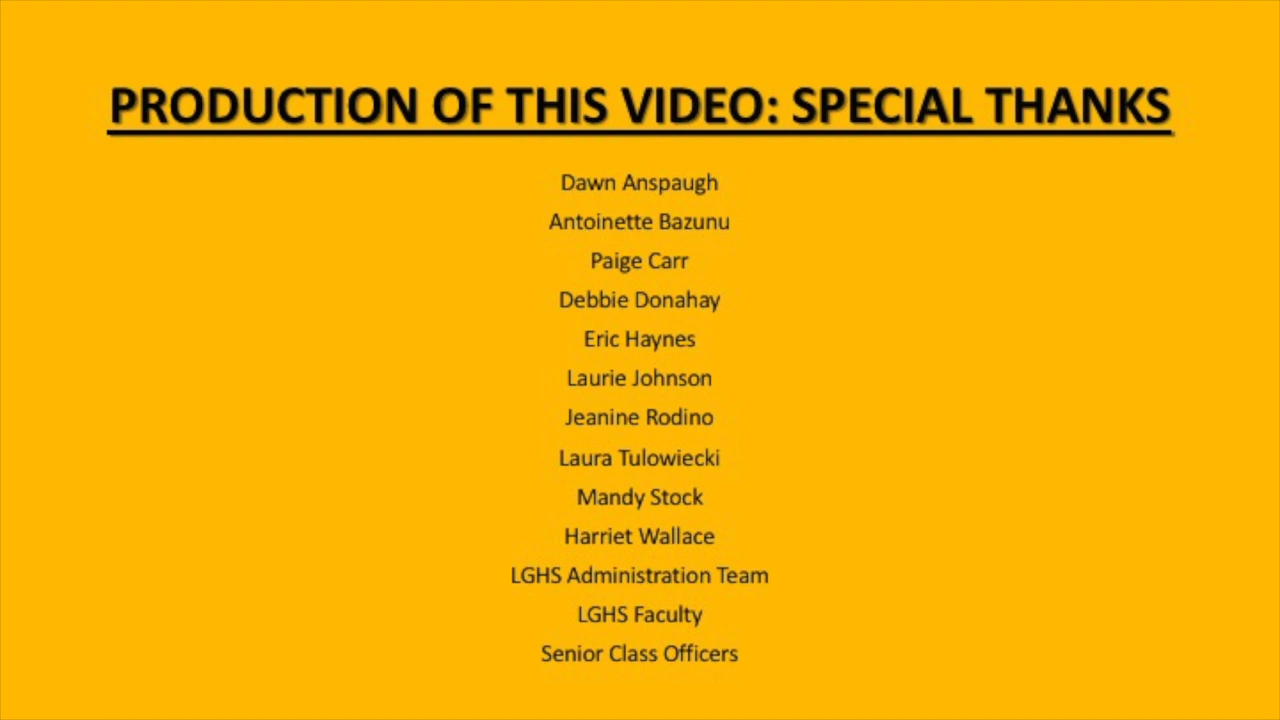 PRODUCTION OF THIS VIDEO: SPECIAL THANKS
Dawn Anspaugh
Antoinette Bazunu
Paige Carr
Debbie Donahay
Eric Haynes
Laurie Johnson
Jeanine Rodino
Laura Tulowiecki
Mandy Stock
Harriet Wallace
LGHS Administration Team
LGHS Faculty
Senior Class Officers